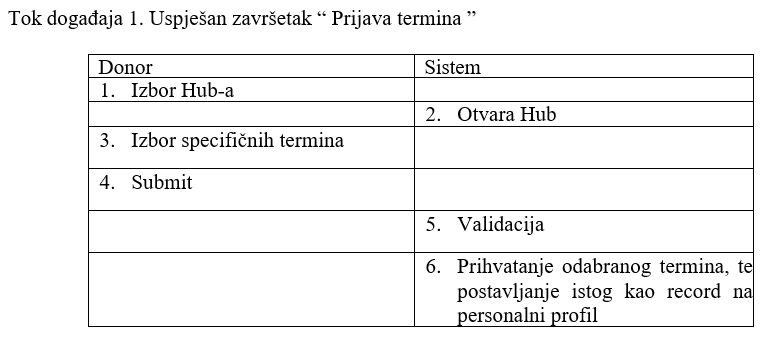 Tok događaja 1. Uspješan završetak “ Prijava termina ”
Donor Sistem
1. Izbor Hub-a
2. Otvara Hub
3. Izbor specifičnih termina
4. Submit
5. Validacija
6. Prihvatanje odabranog termina, te
postavljanje istog kao record na
personalni profil